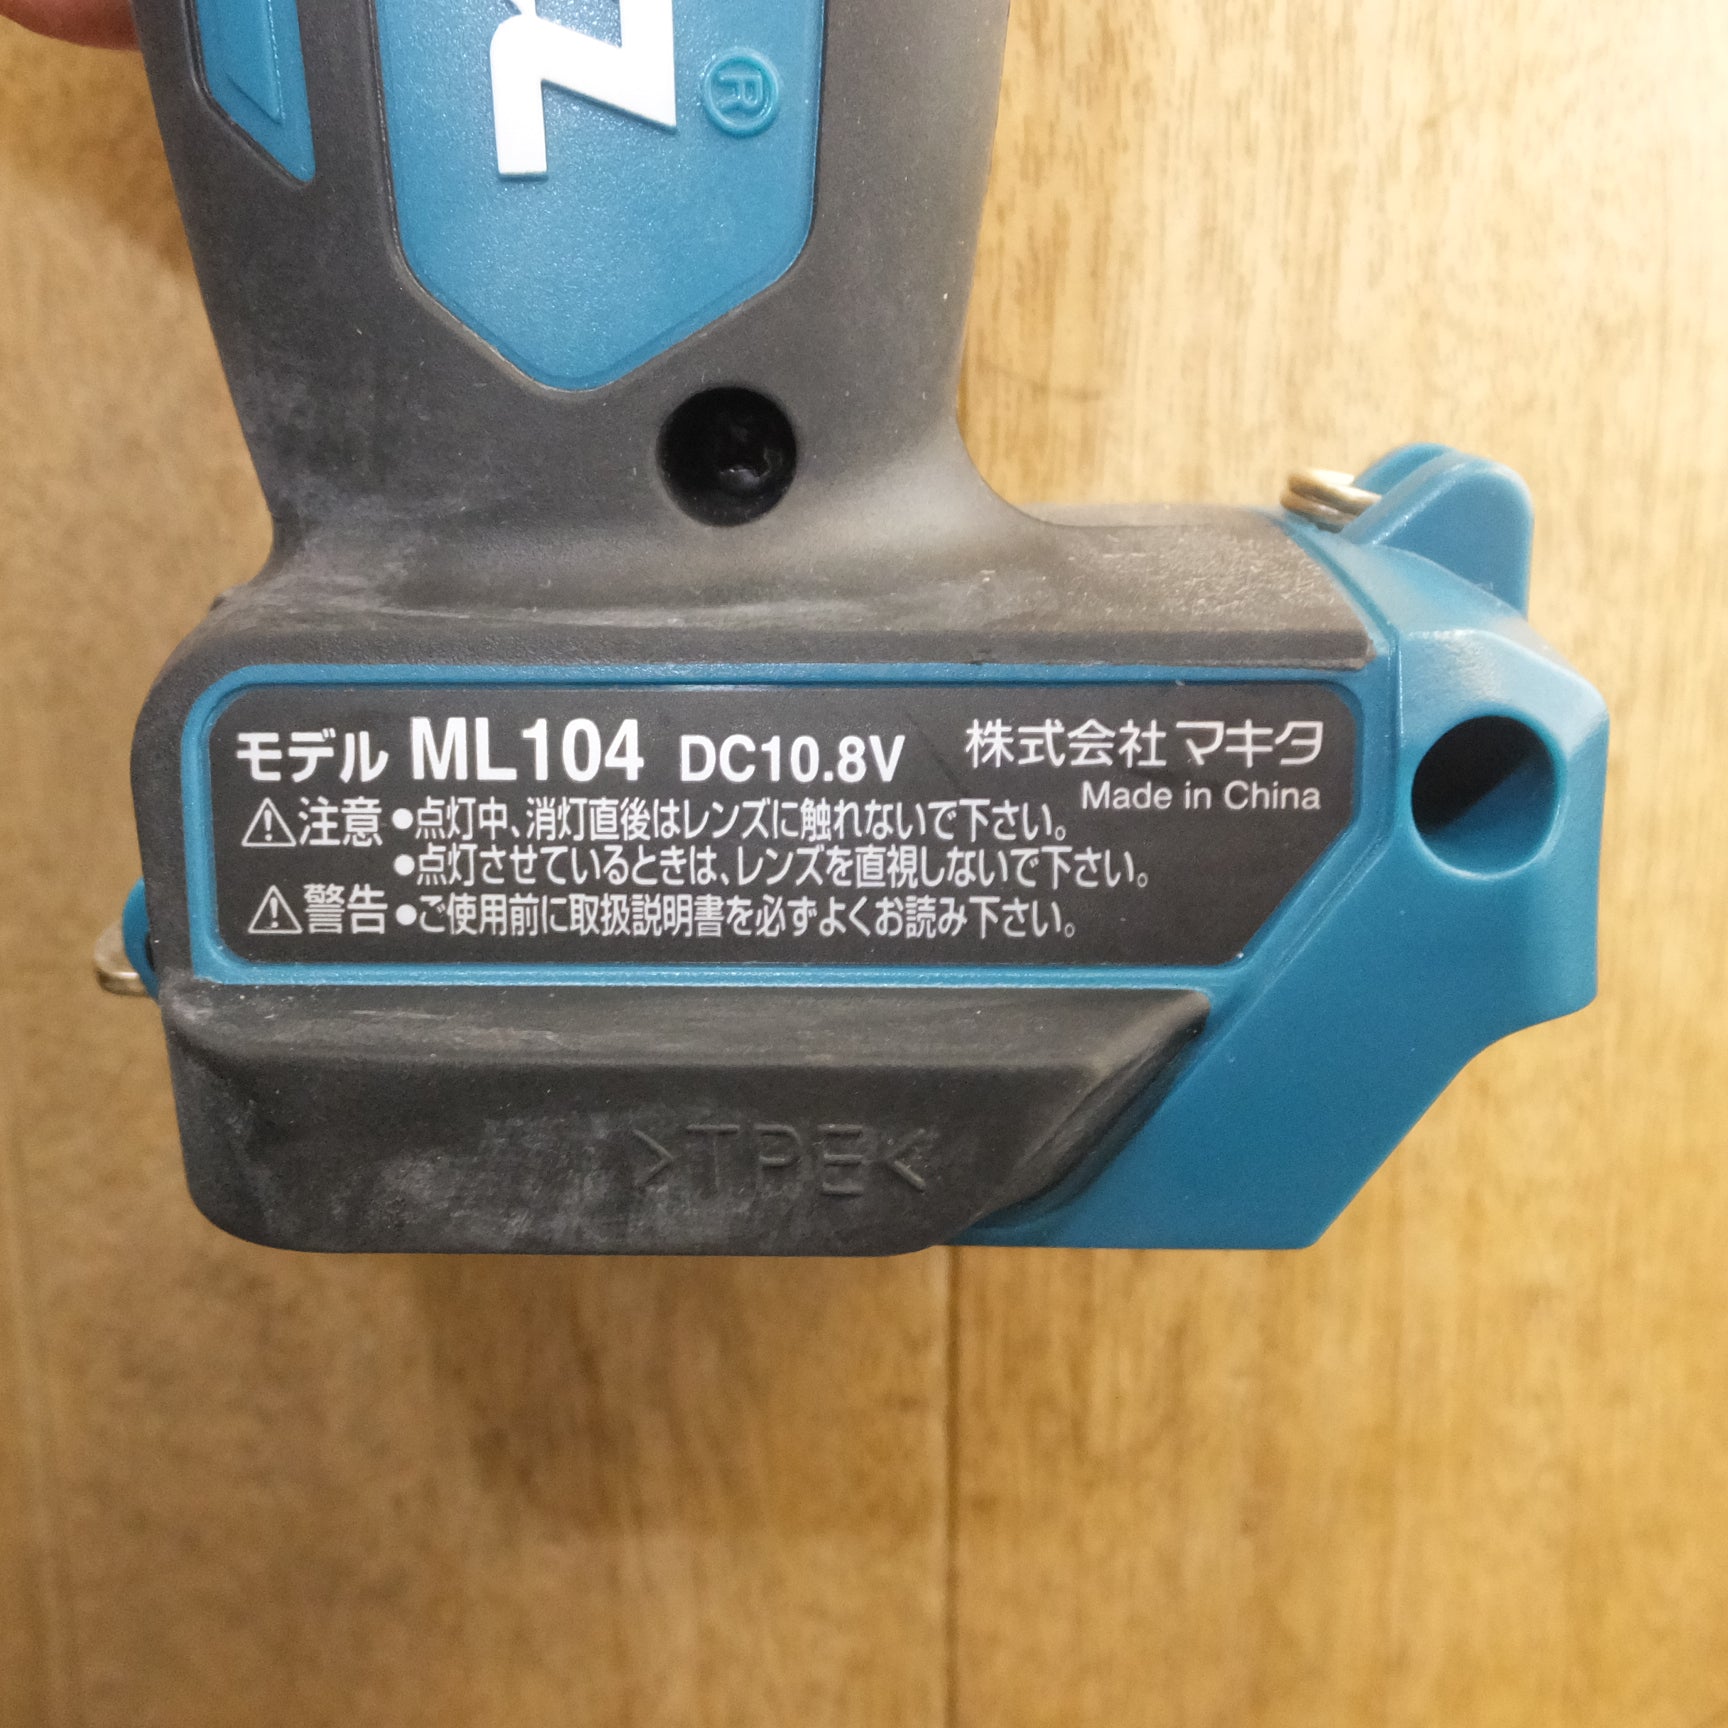 ®
モデル ML104 DC10.8V 株式会社マキタ
Made in China
⚠注意 ●点灯中、消灯直後はレンズに触れないで下さい。
●点灯させているときは、レンズを直視しないで下さい。
⚠警告 ●ご使用前に取扱説明書を必ずよくお読み下さい。
>TPE<